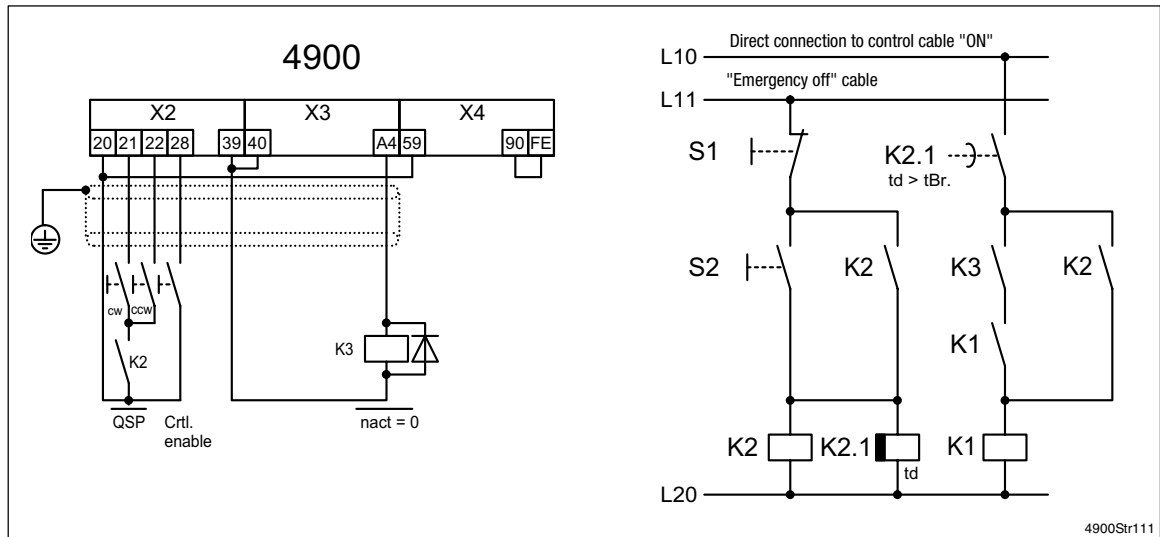 4900
X2 X3 X4
20 21 22 28 39 40 A4 59 90 FE
cw ccw
K2
K3
QSP Crtl. enable
nact = 0
Direct connection to control cable "ON"
L10
"Emergency off" cable
L11
S1
K2.1
td > tBr.
S2 K2 K3 K2
K1
K2 K2.1 K1
td
L20
4900Str111